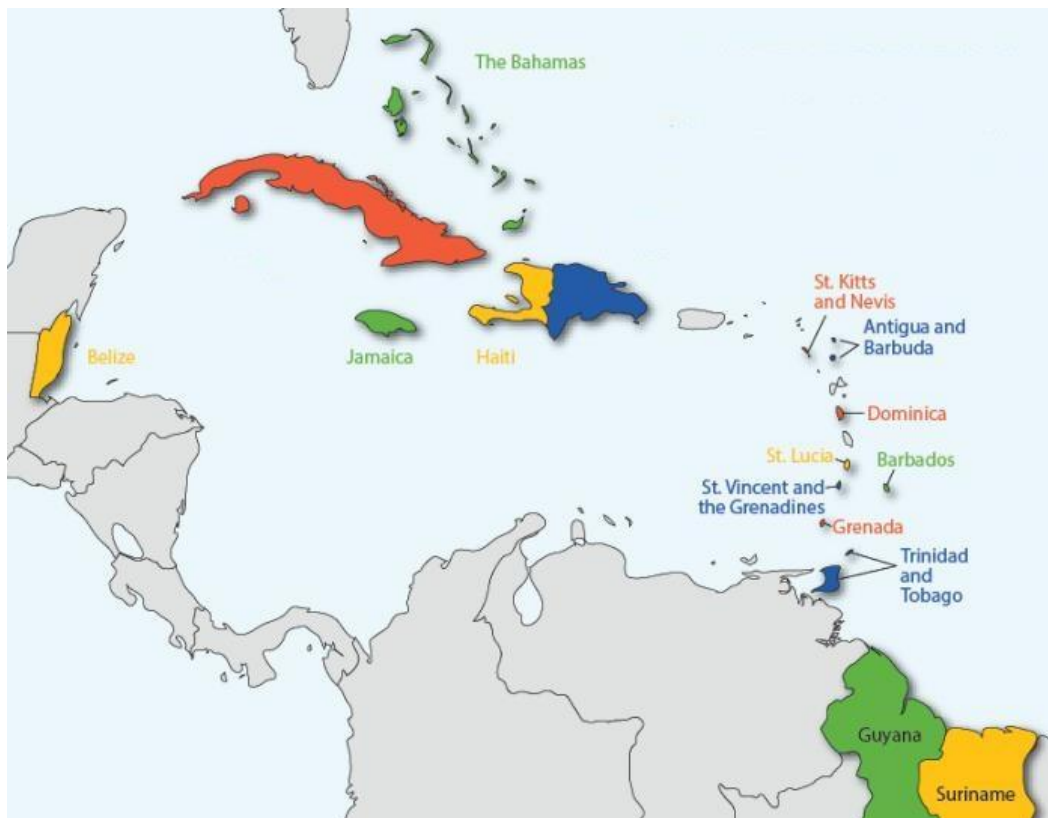 The Bahamas
St. Kitts
and Nevis
Antigua and
Barbuda
Belize
Jamaica
Haiti
Dominica
St. Lucia
Barbados
St. Vincent and
the Grenadines
Grenada
Trinidad
and
Tobago
Guyana
Suriname